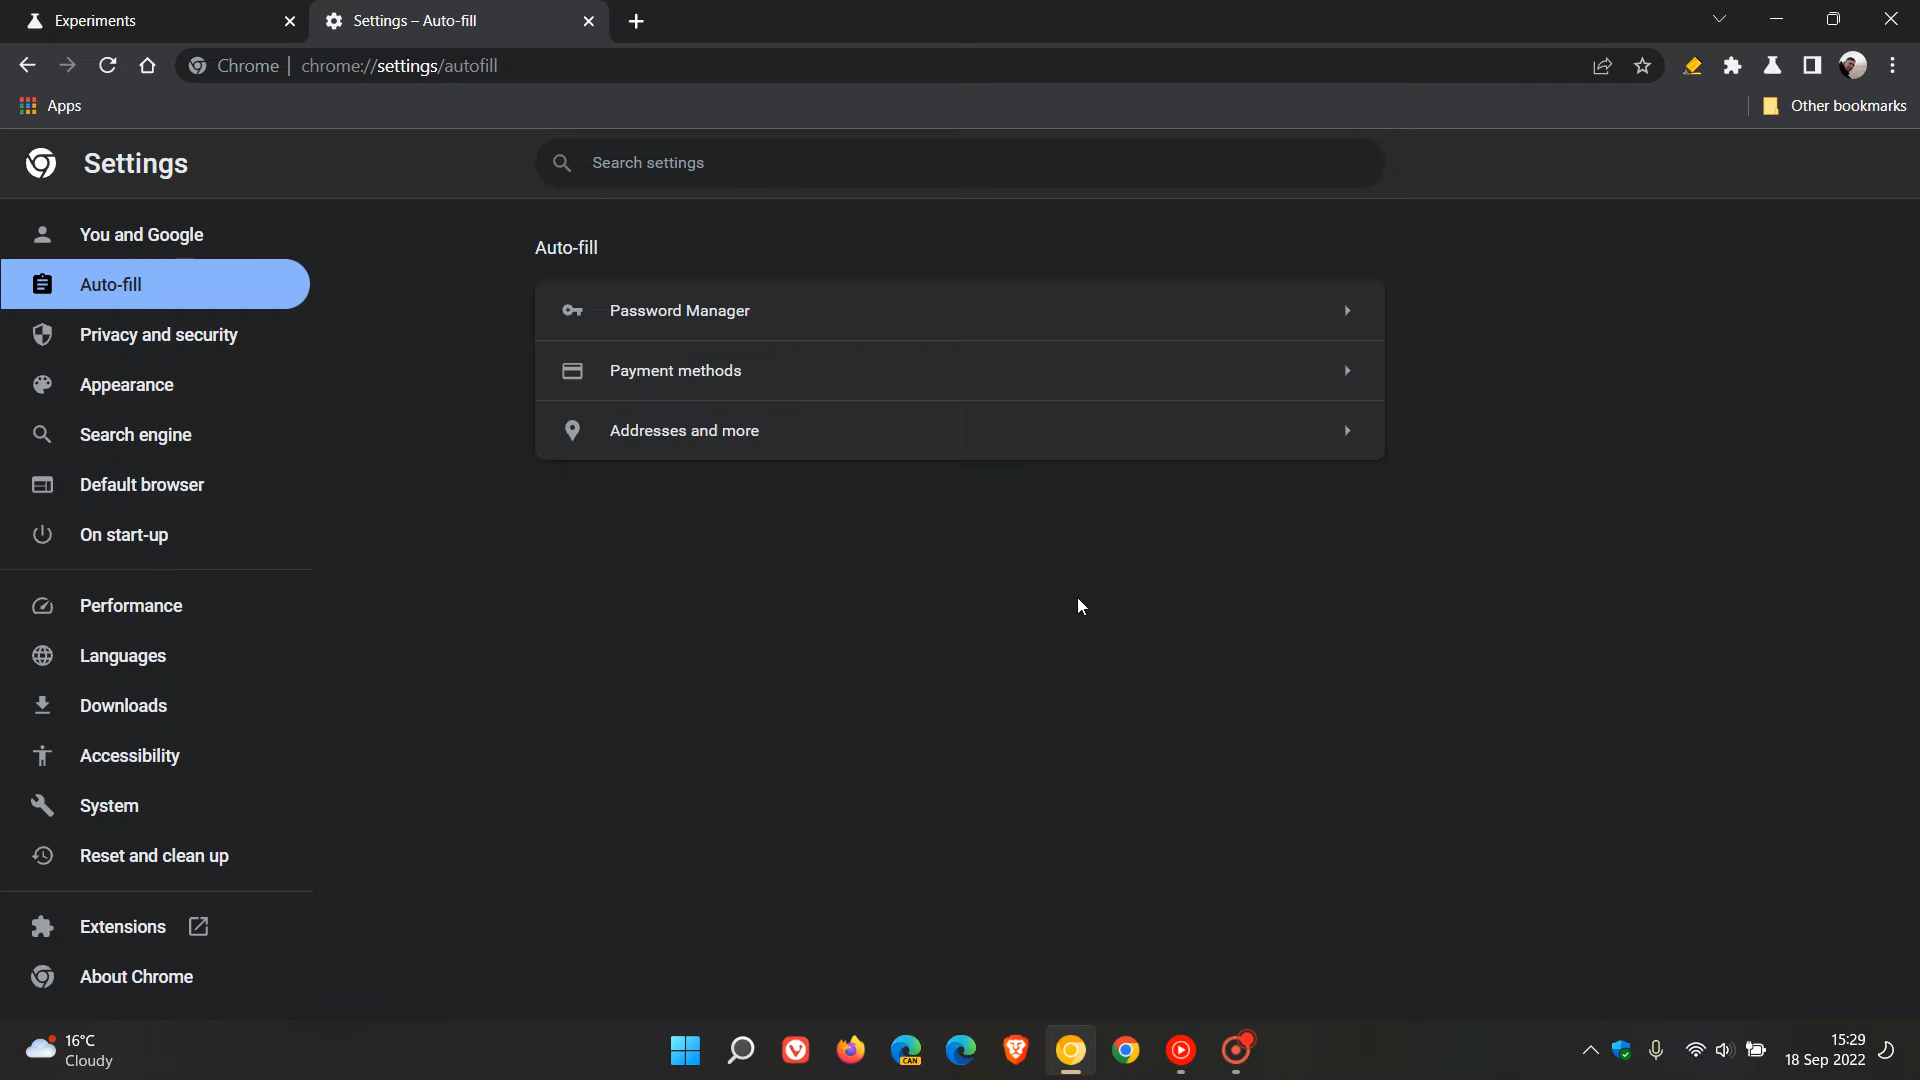 Experiments
Settings – Auto-fill
Chrome
chrome://settings/autofill
Apps
Other bookmarks
Settings
Search settings
You and Google
Auto-fill
Privacy and security
Appearance
Search engine
Default browser
On start-up
Performance
Languages
Downloads
Accessibility
System
Reset and clean up
Extensions
About Chrome
Auto-fill
Password Manager
Payment methods
Addresses and more
16°C
Cloudy
CAN
15:29
18 Sep 2022